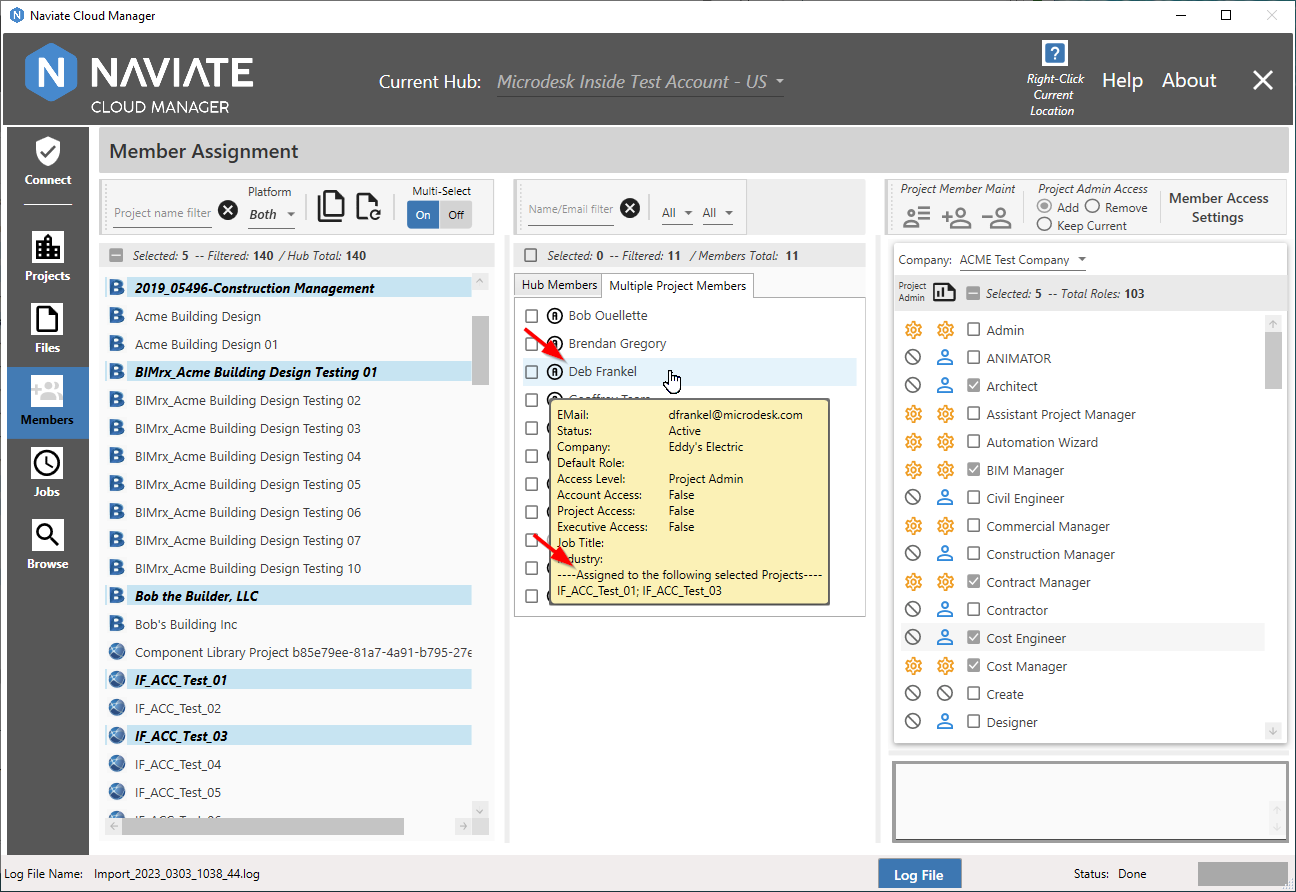 Naviate Cloud Manager
N NAVIATE
CLOUD MANAGER
Current Hub: Microdesk Inside Test Account - US
?
Right-Click
Current
Location
Help
About
Connect
Projects
Files
Members
Jobs
Browse
Member Assignment
Project name filter
Platform
Both
Multi-Select
On Off
Selected: 5 -- Filtered: 140 / Hub Total: 140
B 2019_05496-Construction Management
B Acme Building Design
B Acme Building Design 01
B BIMrx_Acme Building Design Testing 01
B BIMrx_Acme Building Design Testing 02
B BIMrx_Acme Building Design Testing 03
B BIMrx_Acme Building Design Testing 04
B BIMrx_Acme Building Design Testing 05
B BIMrx_Acme Building Design Testing 06
B BIMrx_Acme Building Design Testing 07
B BIMrx_Acme Building Design Testing 10
B Bob the Builder, LLC
B Bob's Building Inc
Component Library Project b85e79ee-81a7-4a91-b795-27e
IF_ACC_Test_01
IF_ACC_Test_02
IF_ACC_Test_03
IF_ACC_Test_04
IF_ACC_Test_05
Name/Email filter
All All
Selected: 0 -- Filtered: 11 / Members Total: 11
Hub Members Multiple Project Members
A Bob Ouellette
A Brendan Gregory
A Deb Frankel
EMail: dfrankel@microdesk.com
Status: Active
Company: Eddy's Electric
Default Role:
Access Level: Project Admin
Account Access: False
Project Access: False
Executive Access: False
Job Title:
Industry:
----Assigned to the following selected Projects----
IF_ACC_Test_01; IF_ACC_Test_03
Project Member Maint
Project Admin Access
Add Remove
Keep Current
Member Access
Settings
Company: ACME Test Company
Project
Admin
Selected: 5 -- Total Roles: 103
Admin
ANIMATOR
Architect
Assistant Project Manager
Automation Wizard
BIM Manager
Civil Engineer
Commercial Manager
Construction Manager
Contract Manager
Contractor
Cost Engineer
Cost Manager
Create
Designer
Log File Name: Import_2023_0303_1038_44.log
Log File
Status: Done